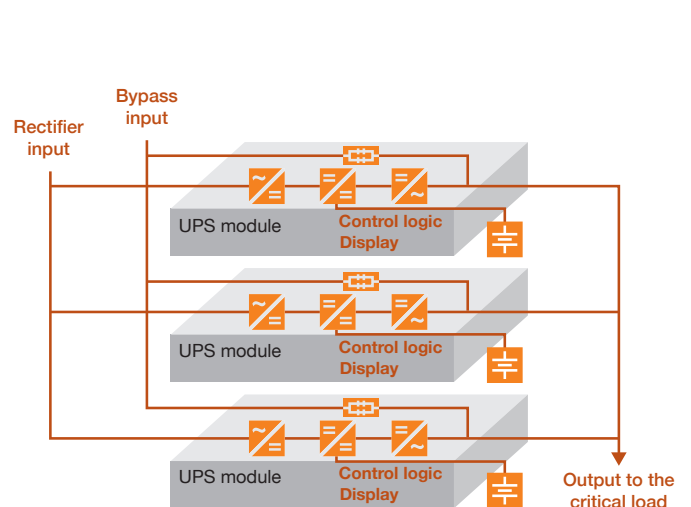 Bypass
input
Rectifier
input
UPS module
Control logic
Display
UPS module
Control logic
Display
UPS module
Control logic
Display
Output to the
critical load